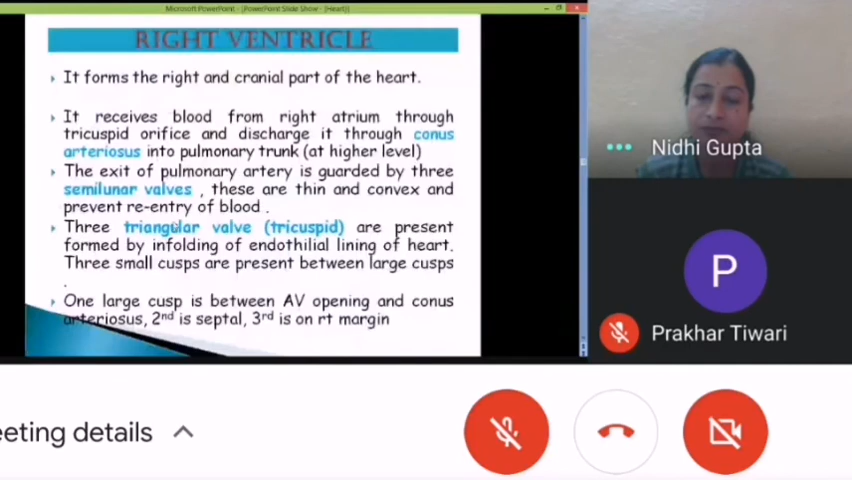 Microsoft PowerPoint - [PowerPoint Slide Show - [Heart]]
RIGHT VENTRICLE
It forms the right and cranial part of the heart.
It receives blood from right atrium through
tricuspid orifice and discharge it through conus
arteriosus into pulmonary trunk (at higher level)
The exit of pulmonary artery is guarded by three
semilunar valves , these are thin and convex and
prevent re-entry of blood .
Three triangular valve (tricuspid) are present
formed by infolding of endothilial lining of heart.
Three small cusps are present between large cusps
.
One large cusp is between AV opening and conus
arteriosus, 2nd is septal, 3rd is on rt margin
Nidhi Gupta
P
Prakhar Tiwari
eeting details